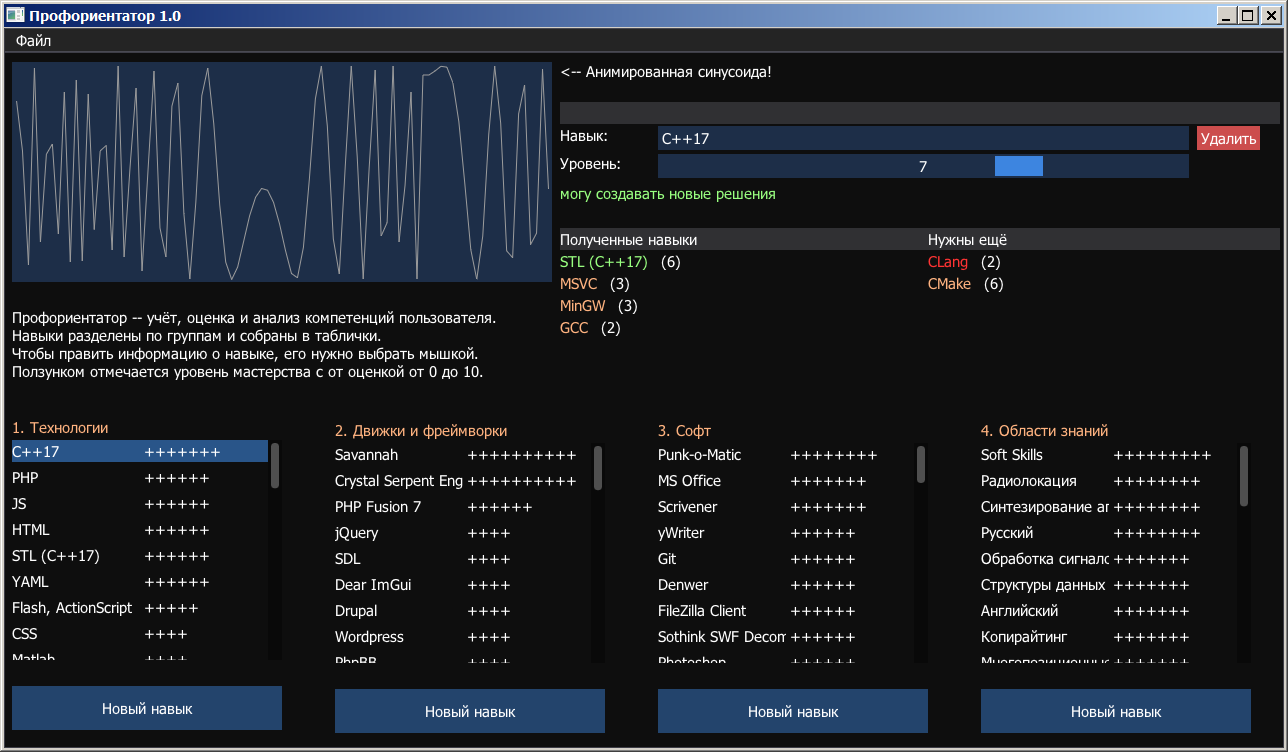 Профориентатор 1.0
Файл
<-- Анимированная синусоида!
Навык:
C++17
Удалить
Уровень:
7
могу создавать новые решения
Полученные навыки
Нужны ещё
STL (C++17) (6)
CLang (2)
MSVC (3)
CMake (6)
MinGW (3)
GCC (2)
Профориентатор -- учёт, оценка и анализ компетенций пользователя.
Навыки разделены по группам и собраны в таблички.
Чтобы править информацию о навыке, его нужно выбрать мышкой.
Ползунком отмечается уровень мастерства с от оценкой от 0 до 10.
1. Технологии
C++17 +++++++
PHP ++++++
JS ++++++
HTML ++++++
STL (C++17) ++++++
YAML ++++++
Flash, ActionScript +++++
CSS ++++
Matlab ++++
Новый навык
2. Движки и фреймворки
Savannah ++++++++++
Crystal Serpent Eng ++++++++++
PHP Fusion 7 ++++++
jQuery ++++
SDL ++++
Dear ImGui ++++
Drupal ++++
Wordpress ++++
PhpBB ++++
Новый навык
3. Софт
Punk-o-Matic ++++++++
MS Office +++++++
Scrivener +++++++
yWriter ++++++
Git ++++++
Denwer ++++++
FileZilla Client ++++++
Sothink SWF Decom ++++++
Photoshop ++++++
Новый навык
4. Области знаний
Soft Skills +++++++++
Радиолокация ++++++++
Синтезирование аг ++++++++
Русский ++++++++
Обработка сигнало +++++++
Структуры данных +++++++
Английский +++++++
Копирайтинг +++++++
Многопозиционны +++++++
Новый навык